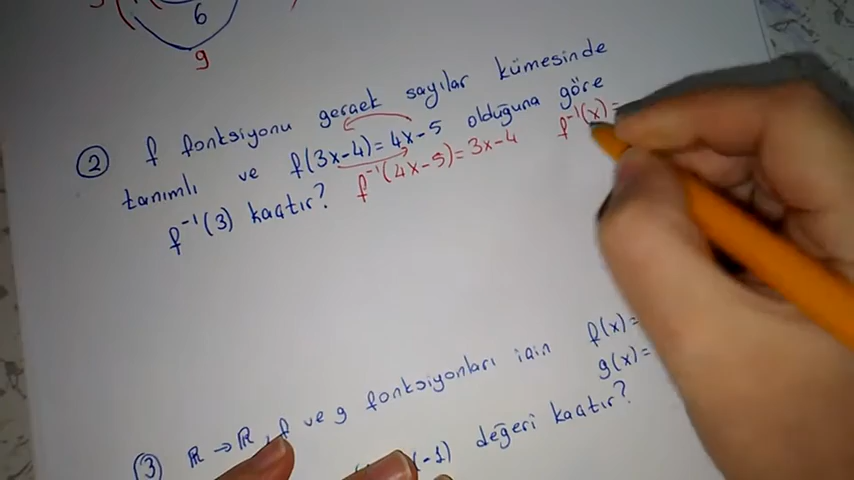 6
9
2 f fonksiyonu gerçek sayılar kümesinde
tanımlı ve f(3x-4)=4x-5 olduğuna göre
f⁻¹(3) kaçtır? f⁻¹(4x-5)=3x-4 f⁻¹(x)=
3 R→R, f ve g fonksiyonları için f(x)=
g(x)=
(-1) değeri kaçtır?